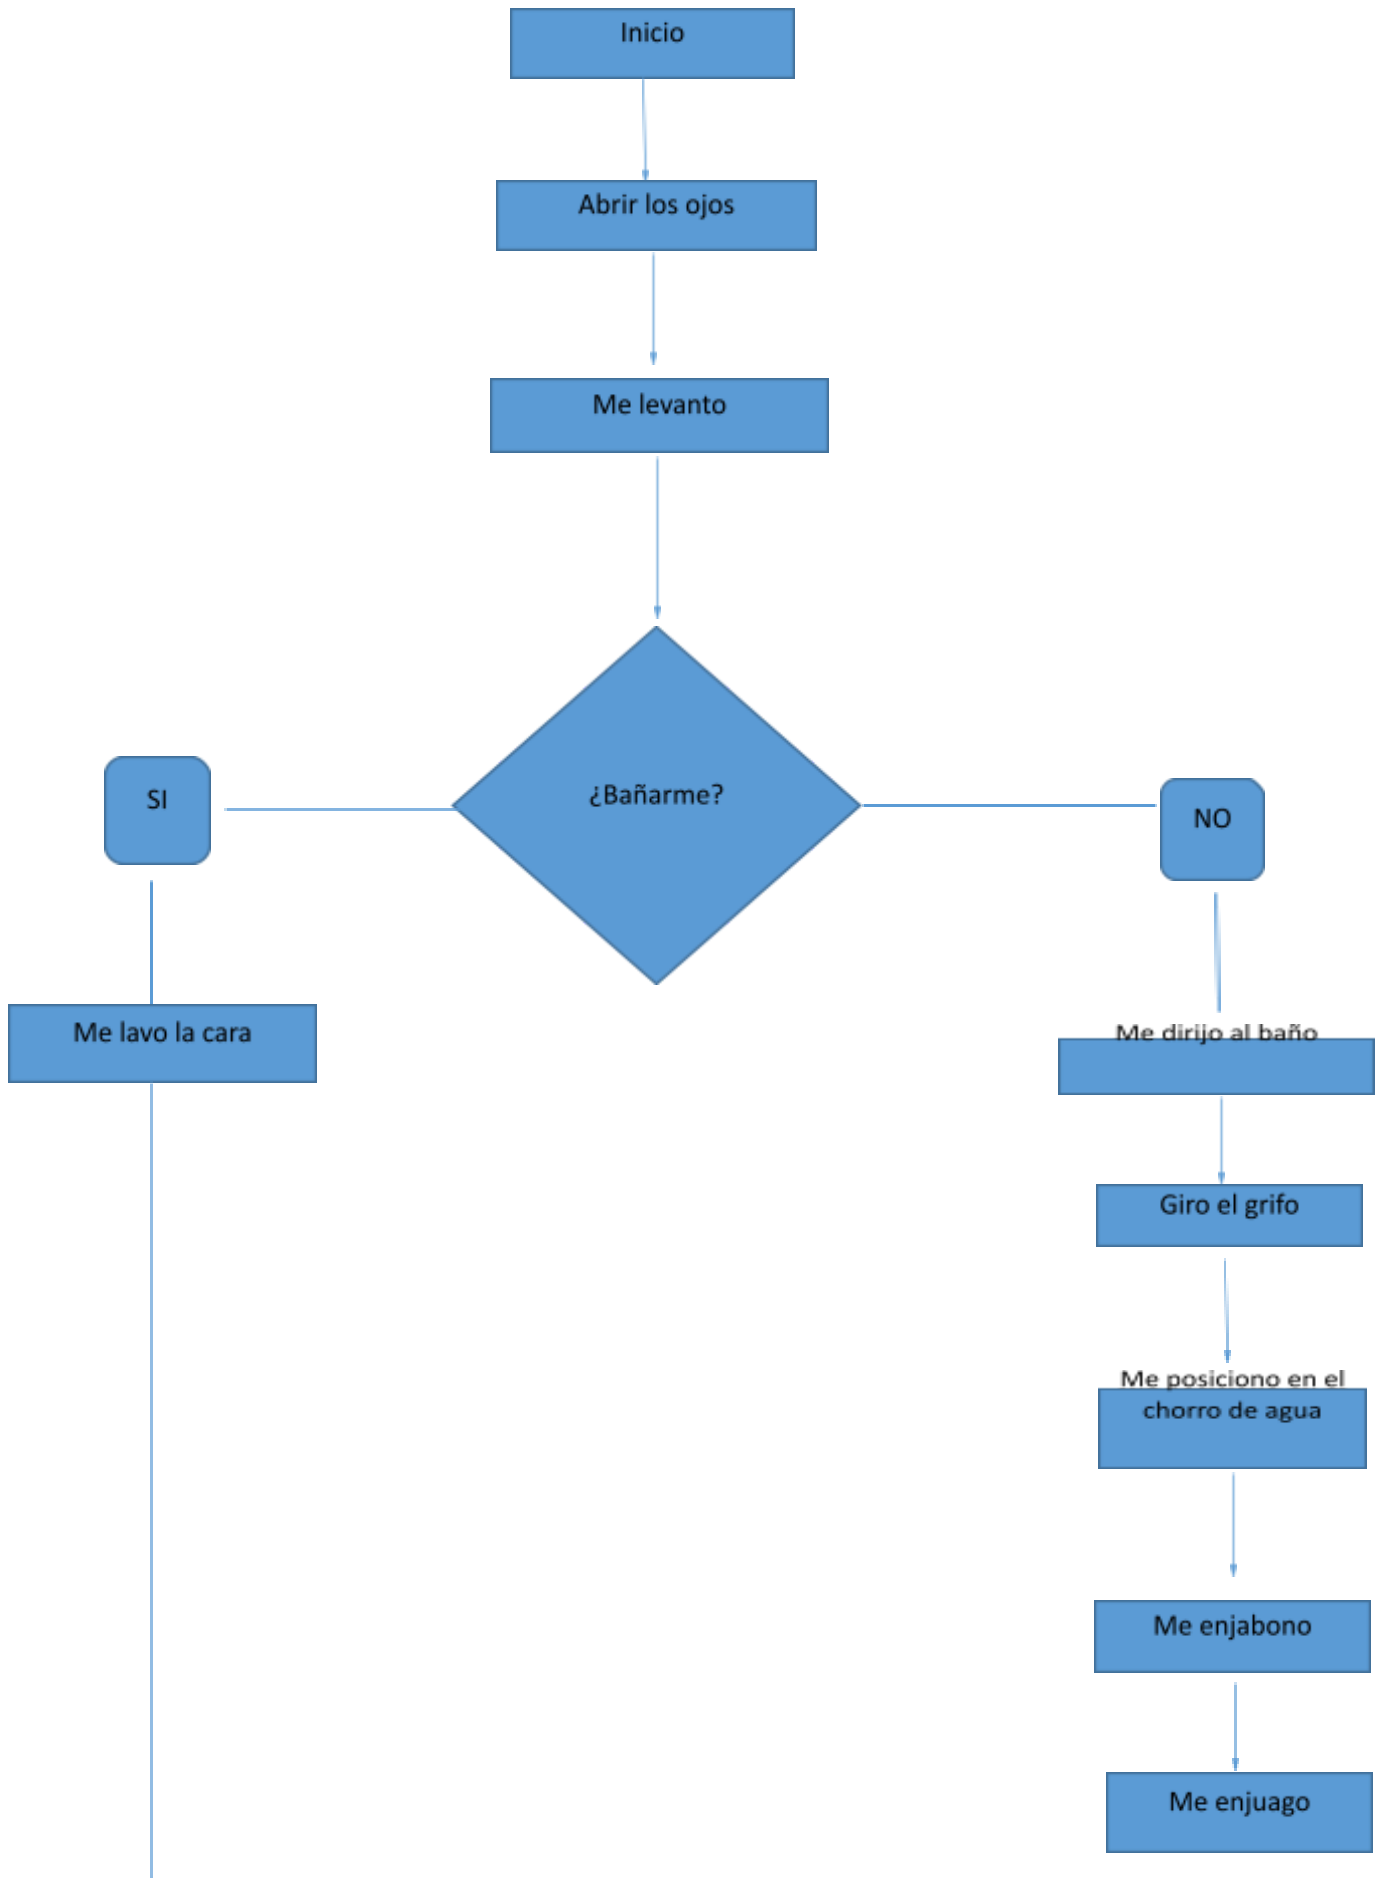 Inicio
Abrir los ojos
Me levanto
¿Bañarme?
SI
NO
Me lavo la cara
Me dirijo al baño
Giro el grifo
Me posiciono en el
chorro de agua
Me enjabono
Me enjuago